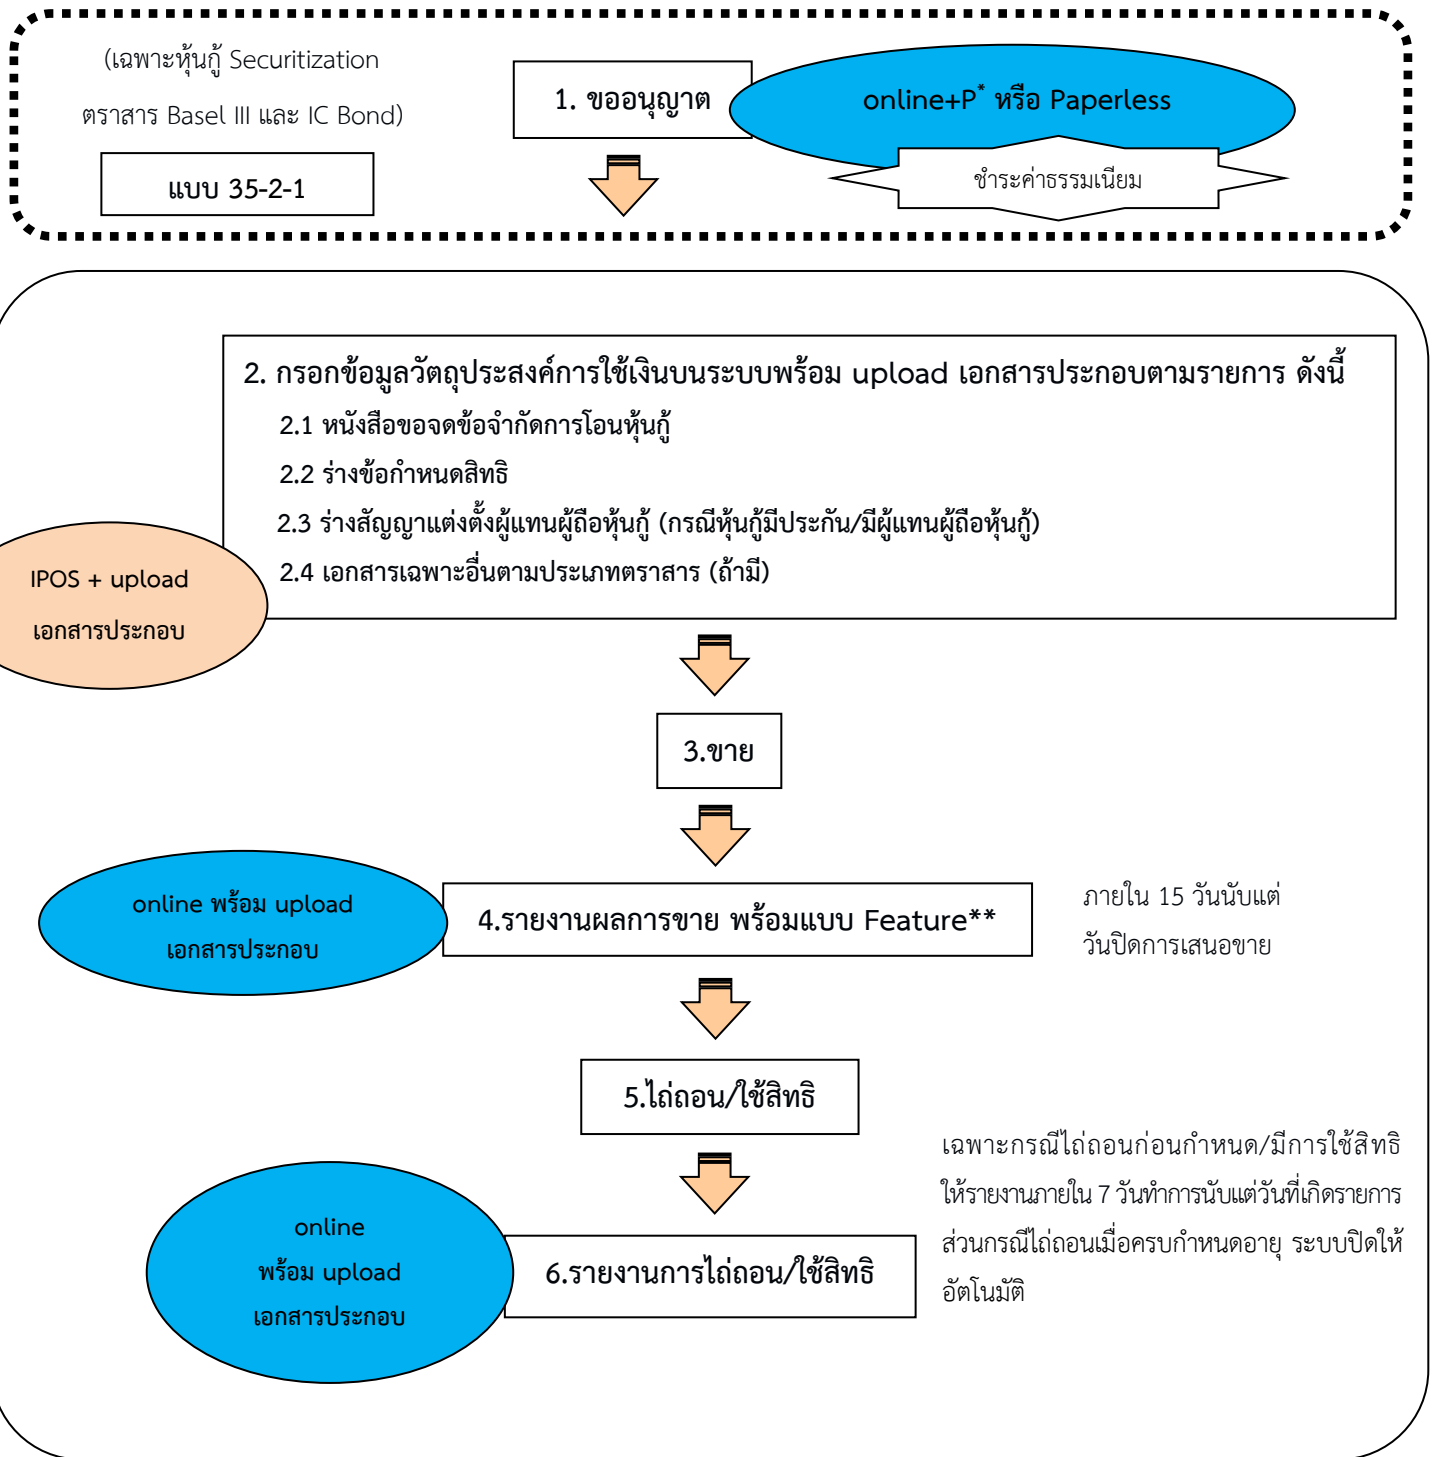 (เฉพาะหุ้นกู้ Securitization
ตราสาร Basel III และ IC Bond)
แบบ 35-2-1
1. ขออนุญาต
online+P* หรือ Paperless
ชำระค่าธรรมเนียม
2. กรอกข้อมูลวัตถุประสงค์การใช้เงินบนระบบพร้อม upload เอกสารประกอบตามรายการ ดังนี้
2.1 หนังสือขอจดข้อจำกัดการโอนหุ้นกู้
2.2 ร่างข้อกำหนดสิทธิ
2.3 ร่างสัญญาแต่งตั้งผู้แทนผู้ถือหุ้นกู้ (กรณีหุ้นกู้มีประกัน/มีผู้แทนผู้ถือหุ้นกู้)
2.4 เอกสารเฉพาะอื่นตามประเภทตราสาร (ถ้ามี)
IPOS + upload
เอกสารประกอบ
3.ขาย
online พร้อม upload
เอกสารประกอบ
4.รายงานผลการขาย พร้อมแบบ Feature**
ภายใน 15 วันนับแต่
วันปิดการเสนอขาย
5.ไถ่ถอน/ใช้สิทธิ
online
พร้อม upload
เอกสารประกอบ
6.รายงานการไถ่ถอน/ใช้สิทธิ
เฉพาะกรณีไถ่ถอนก่อนกำหนด/มีการใช้สิทธิ
ให้รายงานภายใน 7 วันทำการนับแต่วันที่เกิดรายการ
ส่วนกรณีไถ่ถอนเมื่อครบกำหนดอายุ ระบบปิดให้
อัตโนมัติ